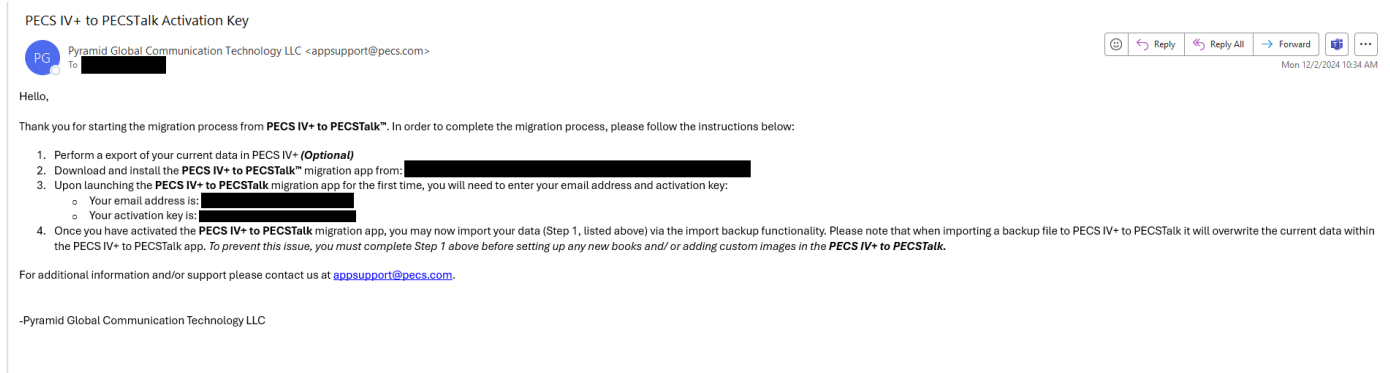 PECS IV+ to PECSTalk Activation Key
PG
Pyramid Global Communication Technology LLC <appsupport@pecs.com>
To
Reply
Reply All
Forward
Mon 12/2/2024 10:34 AM
Hello,
Thank you for starting the migration process from PECS IV+ to PECSTalk™. In order to complete the migration process, please follow the instructions below:
1. Perform a export of your current data in PECS IV+ (Optional)
2. Download and install the PECS IV+ to PECSTalk™ migration app from:
3. Upon launching the PECS IV+ to PECSTalk migration app for the first time, you will need to enter your email address and activation key:
o Your email address is:
o Your activation key is:
4. Once you have activated the PECS IV+ to PECSTalk migration app, you may now import your data (Step 1, listed above) via the import backup functionality. Please note that when importing a backup file to PECS IV+ to PECSTalk it will overwrite the current data within
the PECS IV+ to PECSTalk app. To prevent this issue, you must complete Step 1 above before setting up any new books and/ or adding custom images in the PECS IV+ to PECSTalk.
For additional information and/or support please contact us at appsupport@pecs.com.
-Pyramid Global Communication Technology LLC